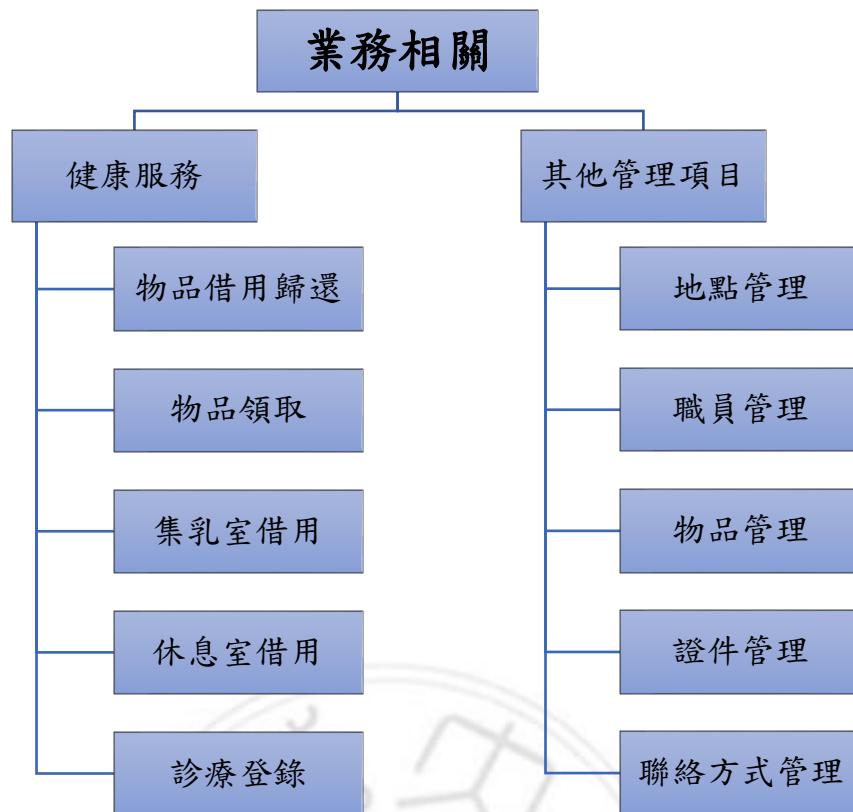 業務相關
健康服務
物品借用歸還
物品領取
集乳室借用
休息室借用
診療登錄
其他管理項目
地點管理
職員管理
物品管理
證件管理
聯絡方式管理